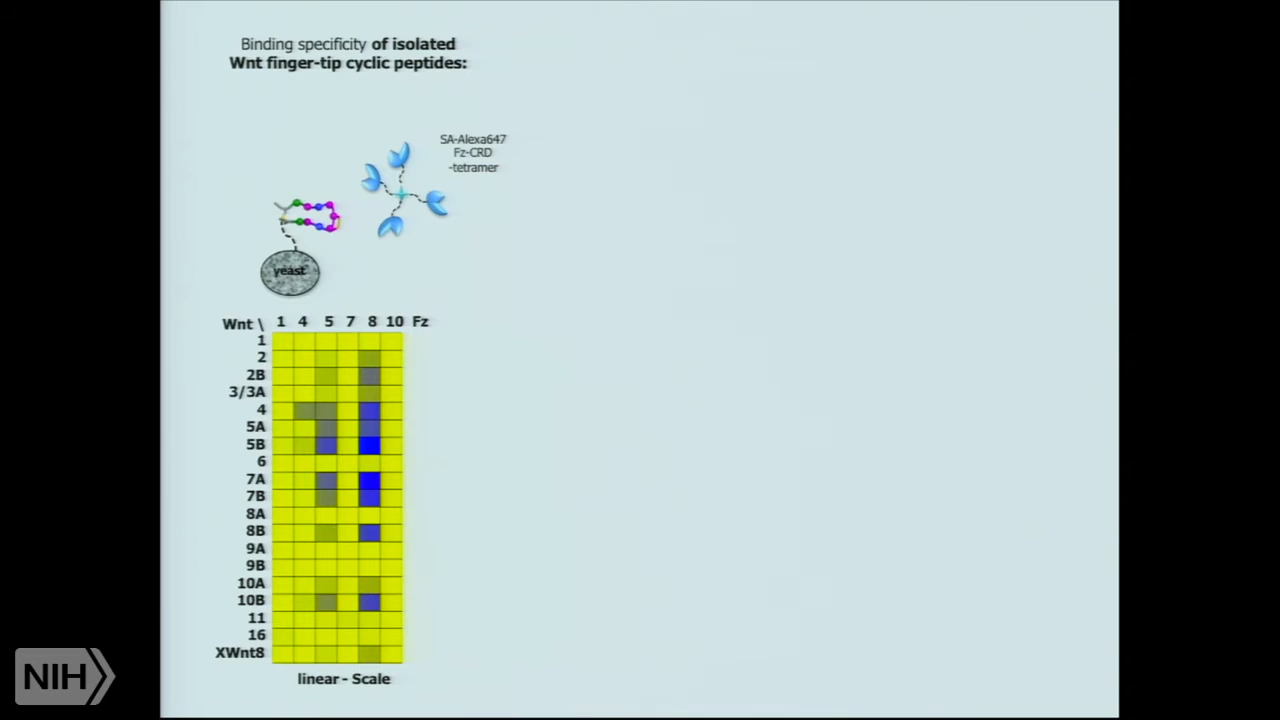 Binding specificity of isolated
Wnt finger-tip cyclic peptides:
SA-Alexa647
Fz-CRD
-tetramer
yeast
Wnt \ 1 4 5 7 8 10 Fz
1
2
2B
3/3A
4
5A
5B
6
7A
7B
8A
8B
9A
9B
10A
10B
11
16
XWnt8
linear - Scale
NIH